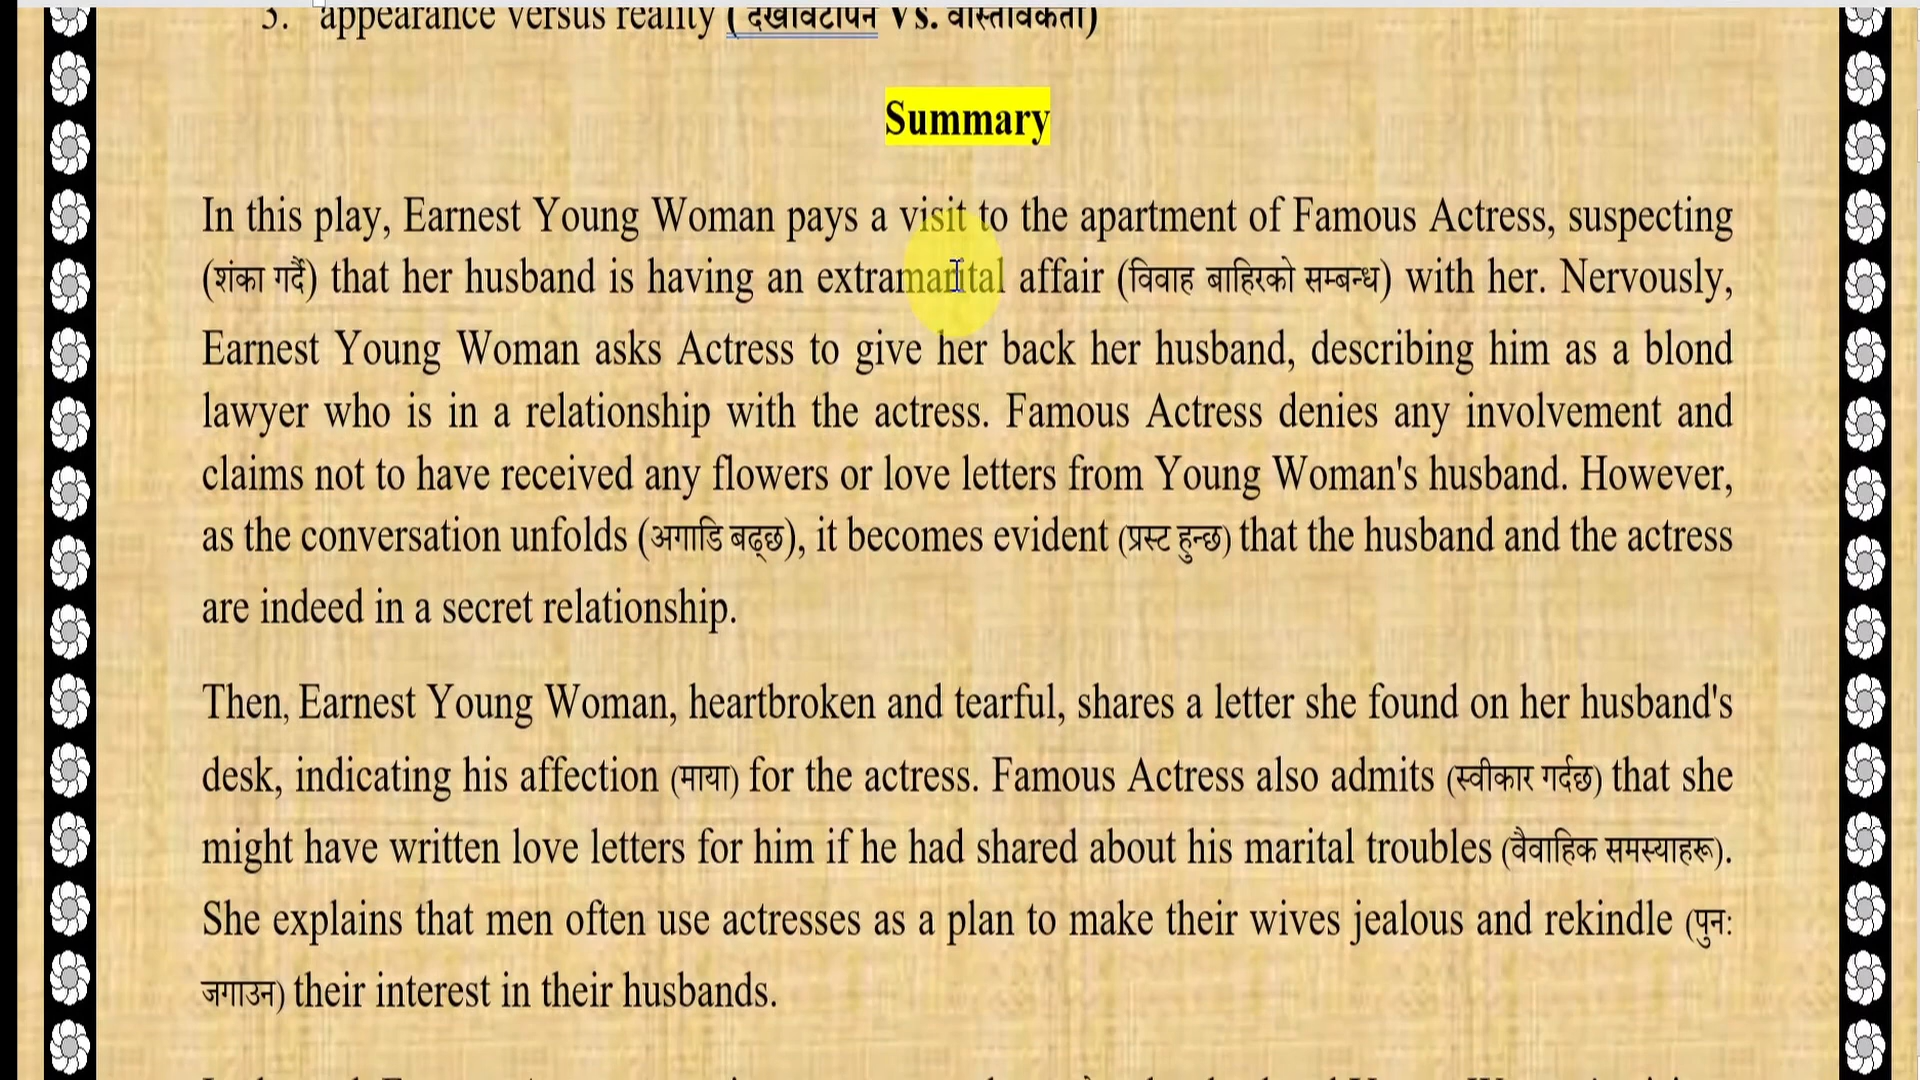 3. appearance versus reality ( देखावटीपन Vs. वास्तविकता)
Summary
In this play, Earnest Young Woman pays a visit to the apartment of Famous Actress, suspecting
(शंका गर्दै) that her husband is having an extramarital affair (विवाह बाहिरको सम्बन्ध) with her. Nervously,
Earnest Young Woman asks Actress to give her back her husband, describing him as a blond
lawyer who is in a relationship with the actress. Famous Actress denies any involvement and
claims not to have received any flowers or love letters from Young Woman's husband. However,
as the conversation unfolds (अगाडि बढ्छ), it becomes evident (प्रस्ट हुन्छ) that the husband and the actress
are indeed in a secret relationship.
Then, Earnest Young Woman, heartbroken and tearful, shares a letter she found on her husband's
desk, indicating his affection (माया) for the actress. Famous Actress also admits (स्वीकार गर्दछ) that she
might have written love letters for him if he had shared about his marital troubles (वैवाहिक समस्याहरू).
She explains that men often use actresses as a plan to make their wives jealous and rekindle (पुन:
जगाउन) their interest in their husbands.